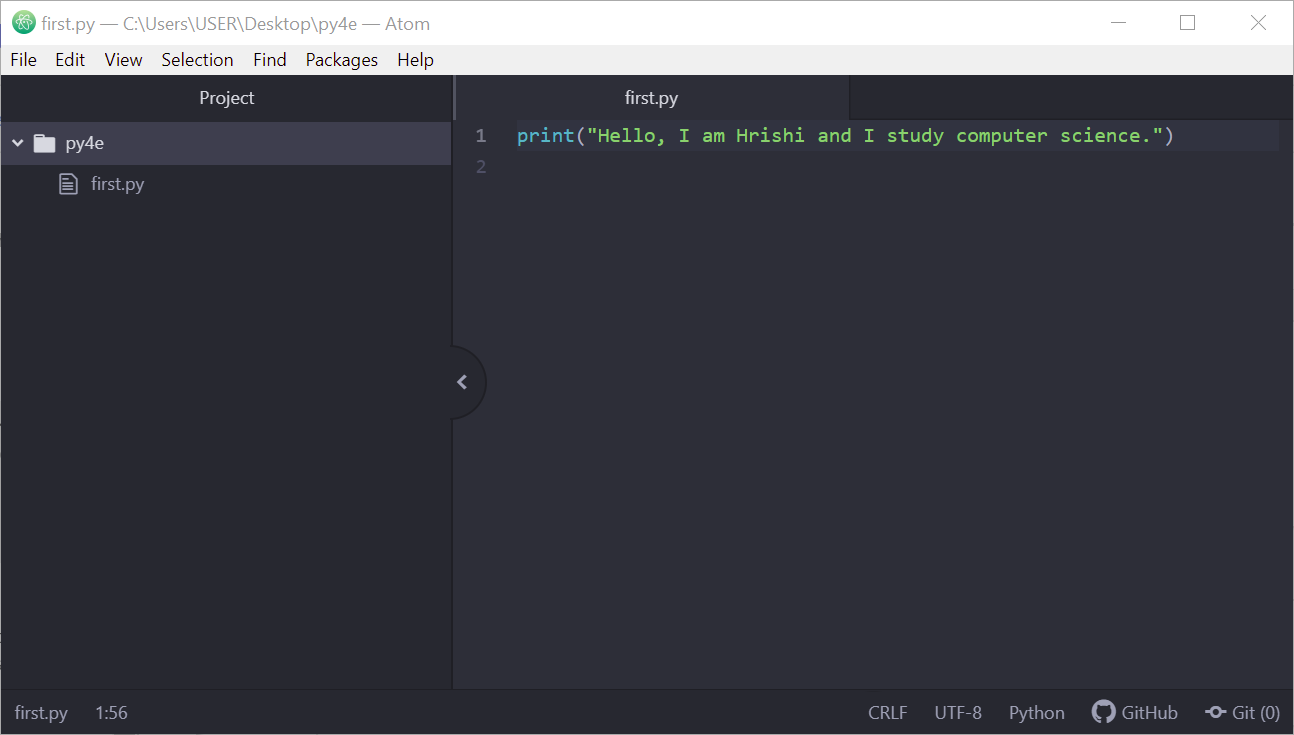 first.py — C:\Users\USER\Desktop\py4e — Atom
File Edit View Selection Find Packages Help
Project
py4e
first.py
first.py
1 print("Hello, I am Hrishi and I study computer science.")
2
first.py 1:56 CRLF UTF-8 Python GitHub Git (0)